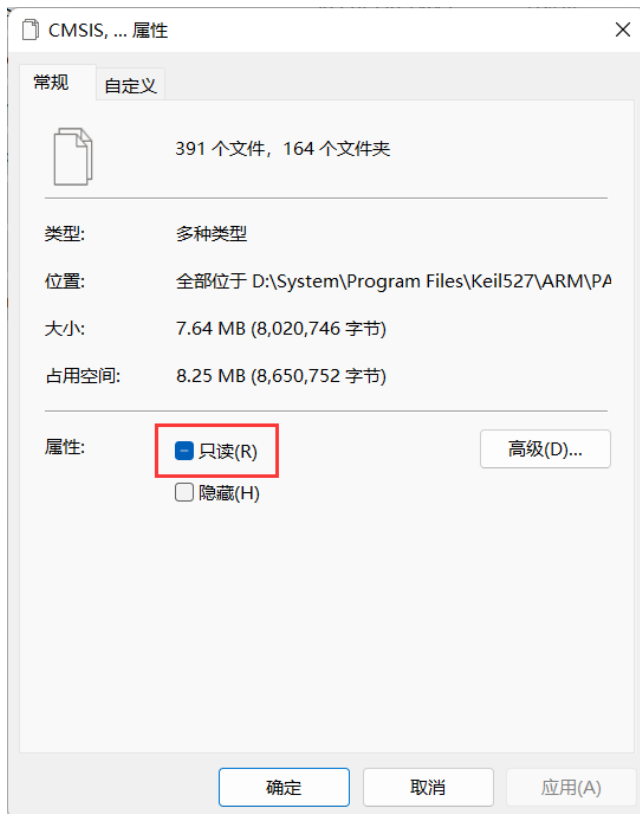 CMSIS, ... 属性
常规 自定义
391 个文件，164 个文件夹
类型: 多种类型
位置: 全部位于 D:\System\Program Files\Keil527\ARM\PA
大小: 7.64 MB (8,020,746 字节)
占用空间: 8.25 MB (8,650,752 字节)
属性: 只读(R) 高级(D)...
隐藏(H)
确定 取消 应用(A)